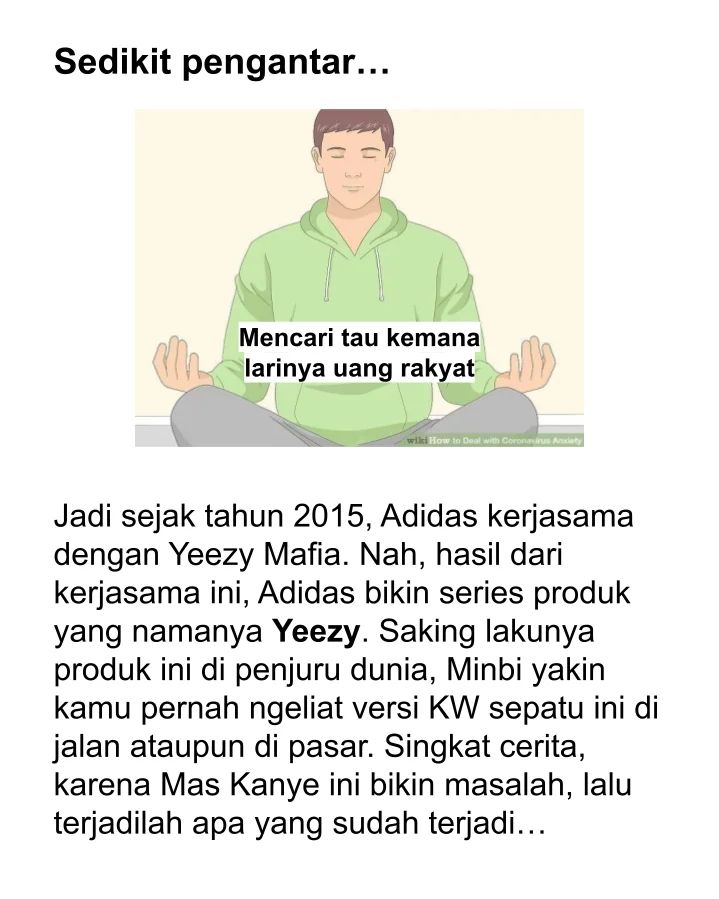 Sedikit pengantar...
Mencari tau kemana
larinya uang rakyat
wikiHow to Deal with Coronavirus Anxiety
Jadi sejak tahun 2015, Adidas kerjasama
dengan Yeezy Mafia. Nah, hasil dari
kerjasama ini, Adidas bikin series produk
yang namanya Yeezy. Saking lakunya
produk ini di penjuru dunia, Minbi yakin
kamu pernah ngeliat versi KW sepatu ini di
jalan ataupun di pasar. Singkat cerita,
karena Mas Kanye ini bikin masalah, lalu
terjadilah apa yang sudah terjadi...